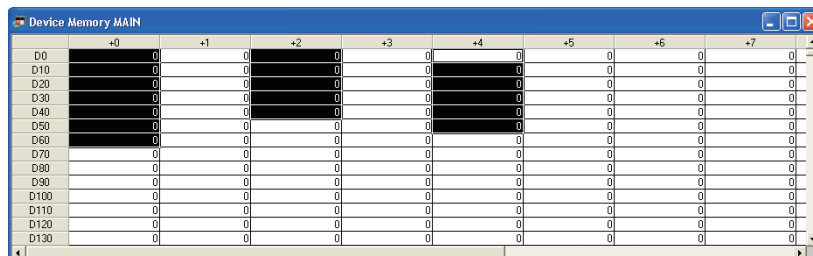 Device Memory MAIN
+0 +1 +2 +3 +4 +5 +6 +7
D0 0 0 0 0 0 0 0 0
D10 0 0 0 0 0 0 0 0
D20 0 0 0 0 0 0 0 0
D30 0 0 0 0 0 0 0 0
D40 0 0 0 0 0 0 0 0
D50 0 0 0 0 0 0 0 0
D60 0 0 0 0 0 0 0 0
D70 0 0 0 0 0 0 0 0
D80 0 0 0 0 0 0 0 0
D90 0 0 0 0 0 0 0 0
D100 0 0 0 0 0 0 0 0
D110 0 0 0 0 0 0 0 0
D120 0 0 0 0 0 0 0 0
D130 0 0 0 0 0 0 0 0